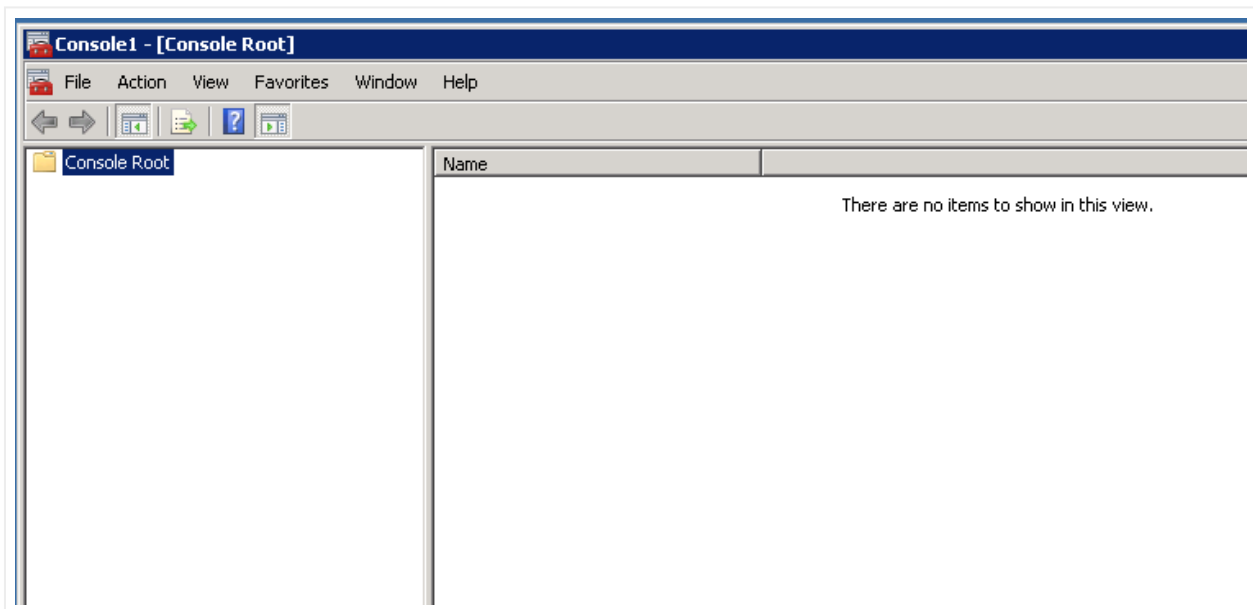 Console1 - [Console Root]
File Action View Favorites Window Help
?
Console Root
Name
There are no items to show in this view.